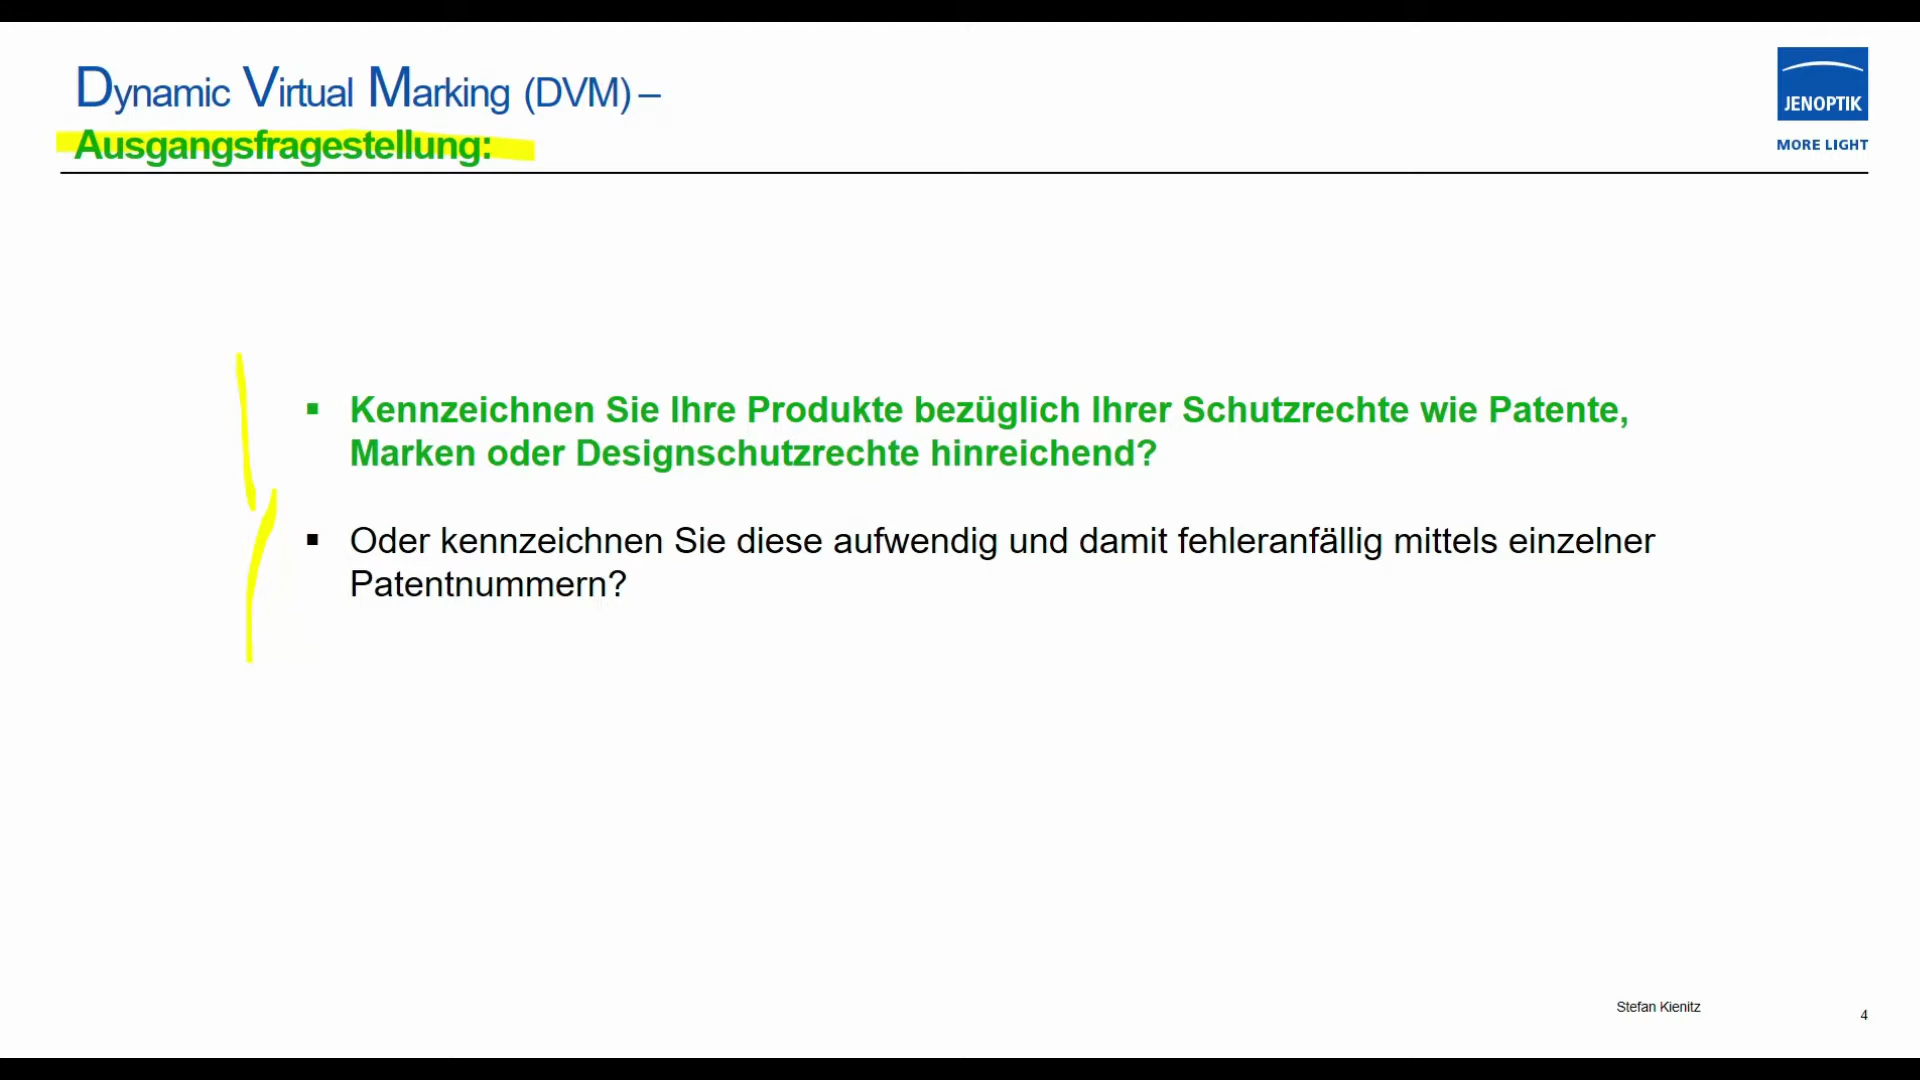 Dynamic Virtual Marking (DVM) –
Ausgangsfragestellung:
JENOPTIK
MORE LIGHT
▪ Kennzeichnen Sie Ihre Produkte bezüglich Ihrer Schutzrechte wie Patente,
Marken oder Designschutzrechte hinreichend?
▪ Oder kennzeichnen Sie diese aufwendig und damit fehleranfällig mittels einzelner
Patentnummern?
Stefan Kienitz
4